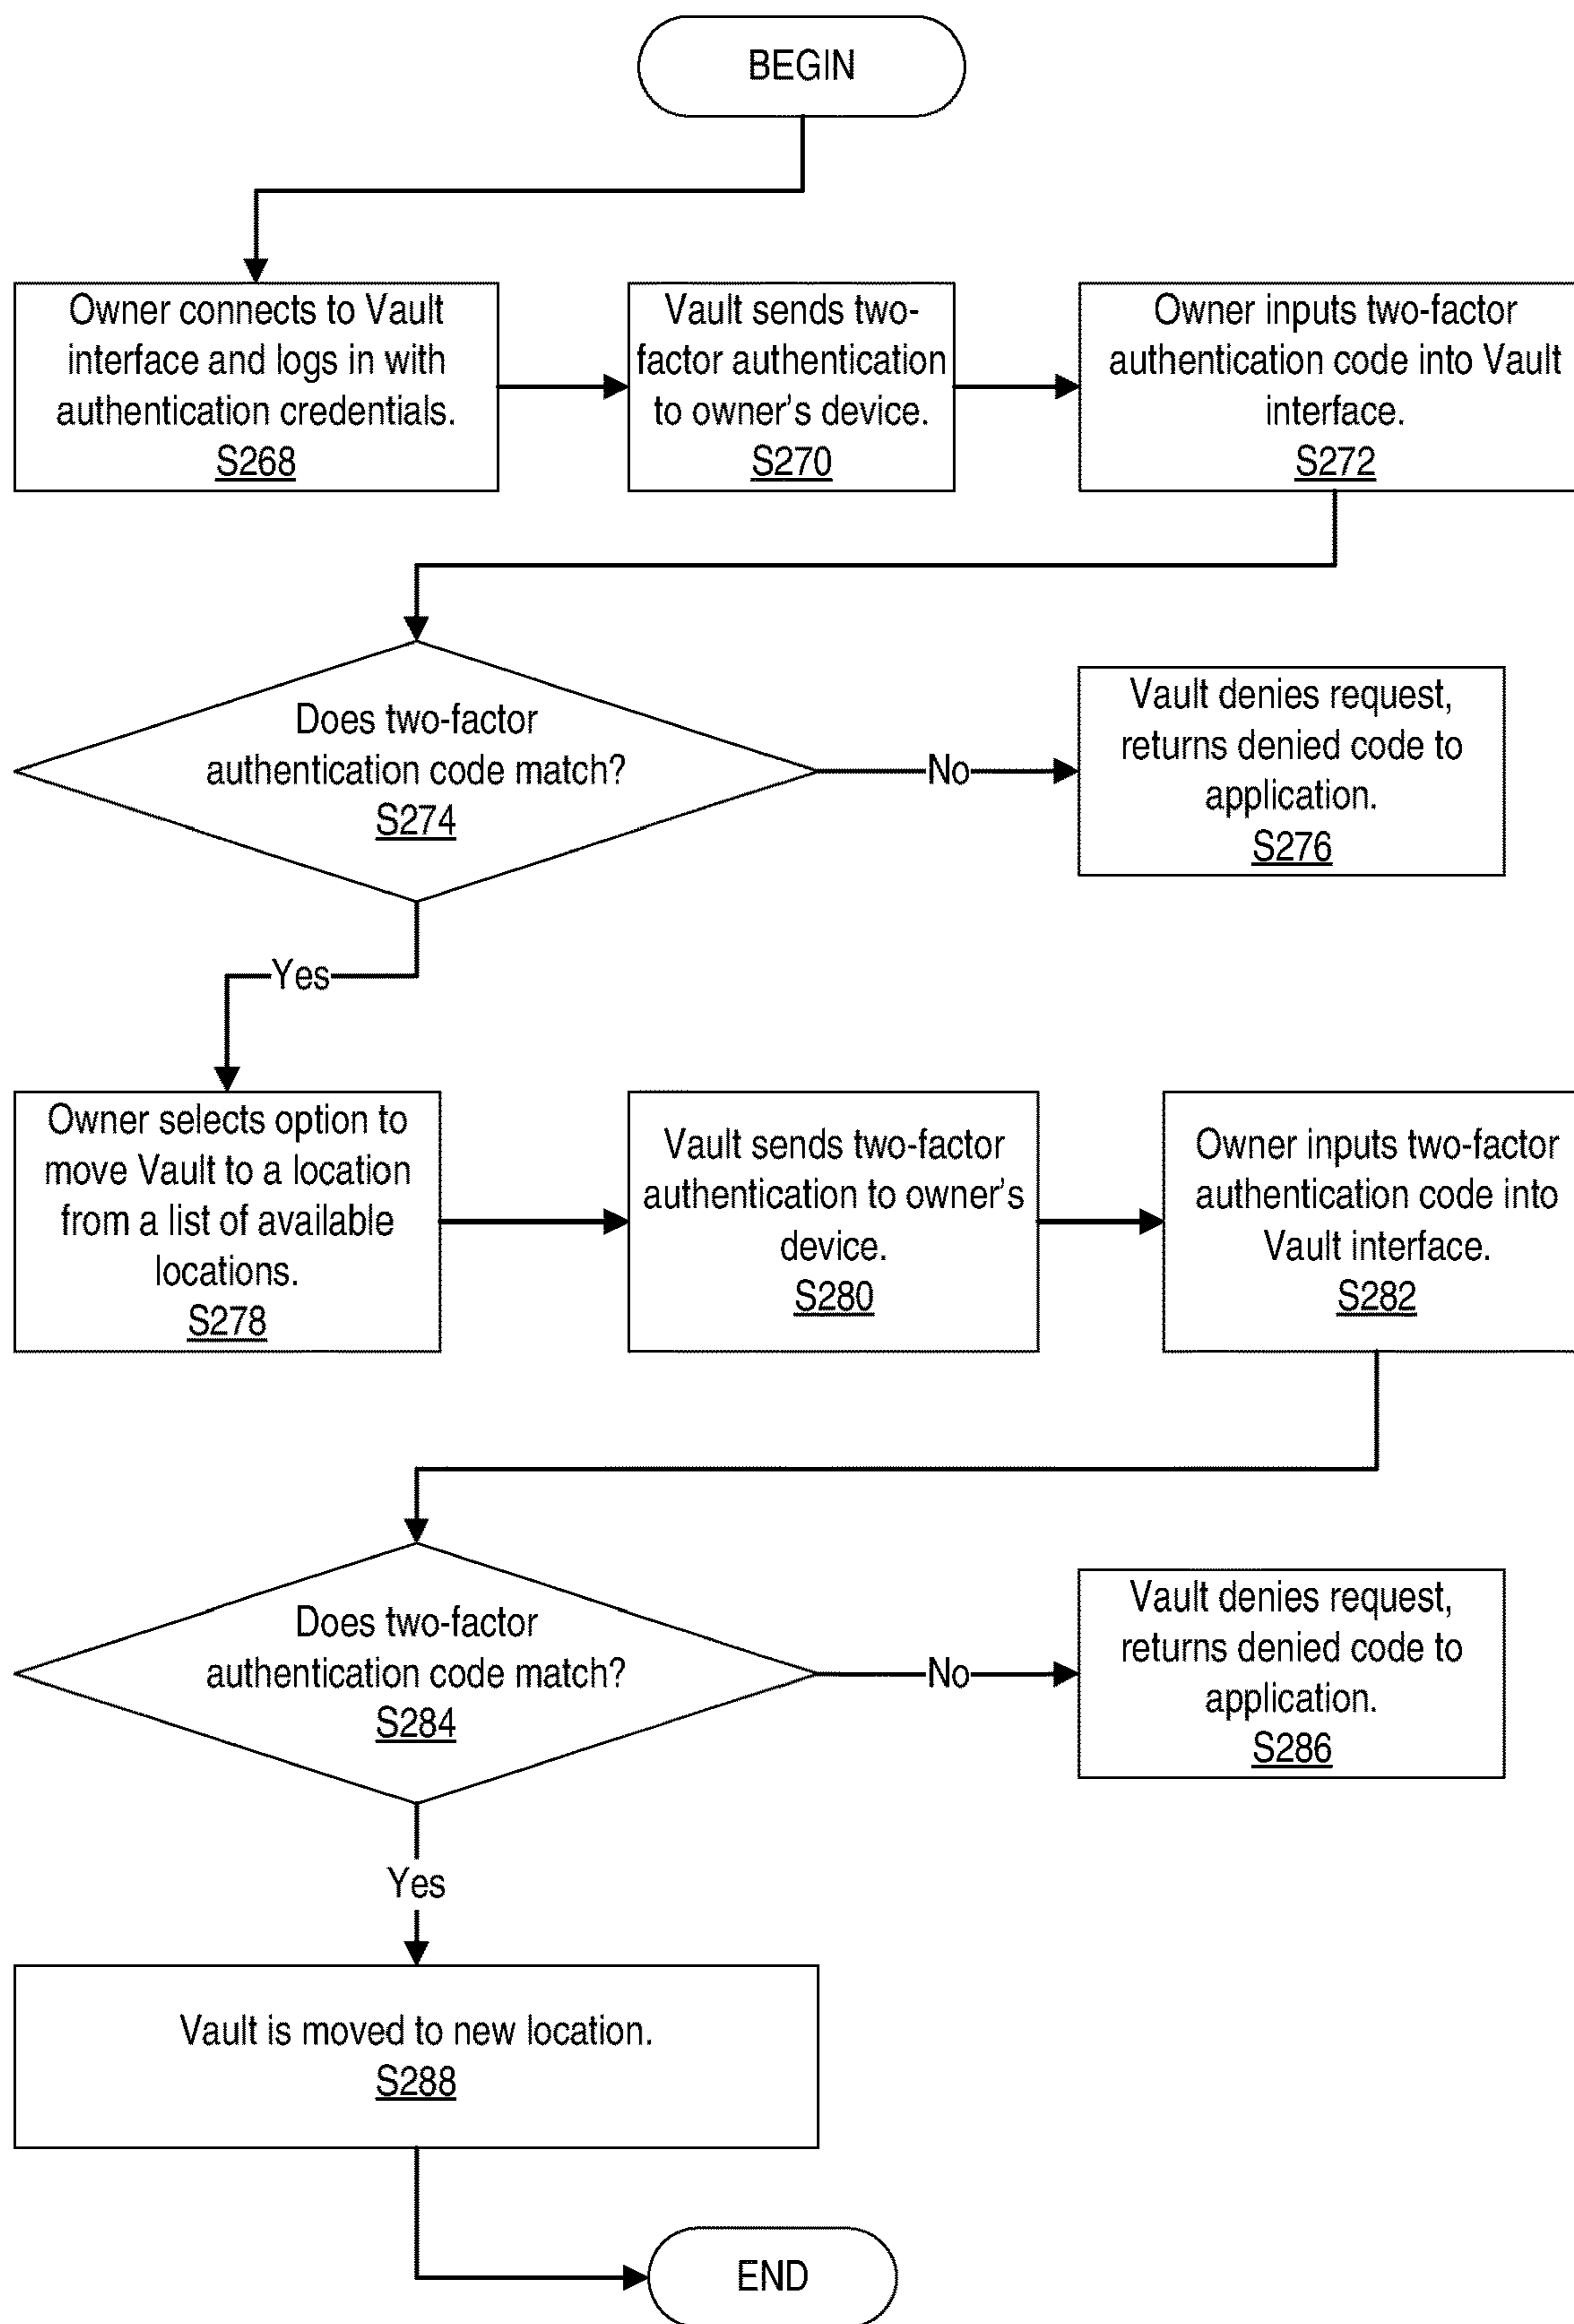 BEGIN
Owner connects to Vault
interface and logs in with
authentication credentials.
S268
Vault sends two-
factor authentication
to owner's device.
S270
Owner inputs two-factor
authentication code into Vault
interface.
S272
Does two-factor
authentication code match?
S274
No
Vault denies request,
returns denied code to
application.
S276
Yes
Owner selects option to
move Vault to a location
from a list of available
locations.
S278
Vault sends two-factor
authentication to owner's
device.
S280
Owner inputs two-factor
authentication code into
Vault interface.
S282
Does two-factor
authentication code match?
S284
No
Vault denies request,
returns denied code to
application.
S286
Yes
Vault is moved to new location.
S288
END